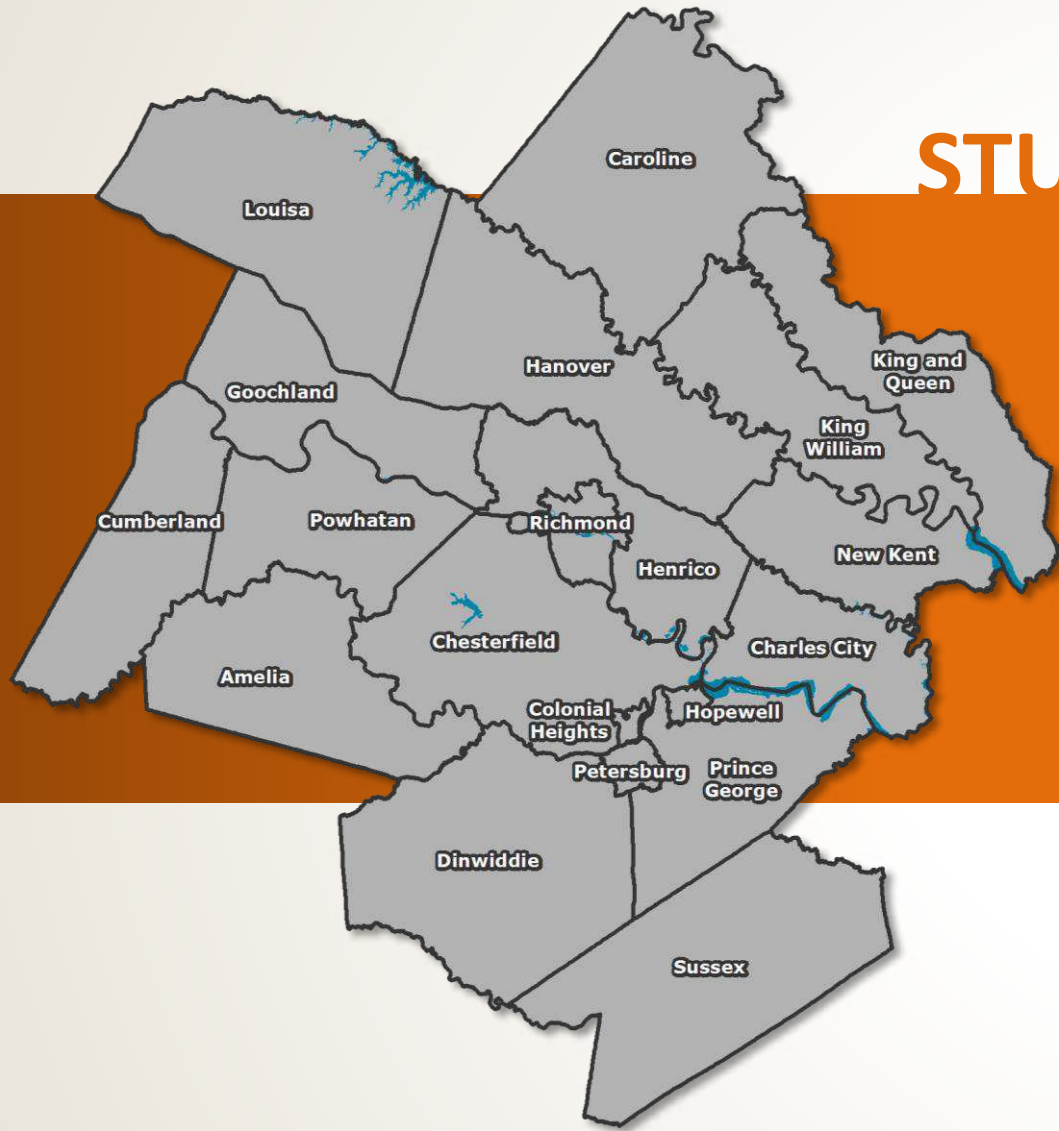 STU
Caroline
Louisa
Hanover
King and
Queen
Goochland
King
William
Cumberland
Powhatan
Richmond
New Kent
Henrico
Chesterfield
Charles City
Amelia
Colonial
Heights
Hopewell
Petersburg
Prince
George
Dinwiddie
Sussex